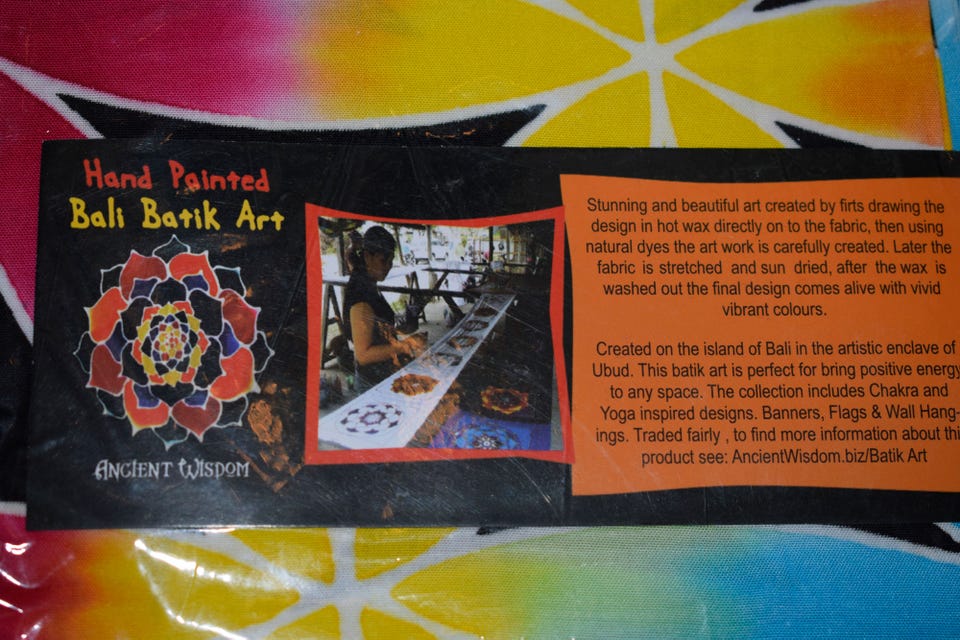 Hand Painted
Bali Batik Art
ANCIENT WISDOM
Stunning and beautiful art created by firts drawing the
design in hot wax directly on to the fabric, then using
natural dyes the art work is carefully created. Later the
fabric is stretched and sun dried, after the wax is
washed out the final design comes alive with vivid
vibrant colours.
Created on the island of Bali in the artistic enclave of
Ubud. This batik art is perfect for bring positive energy
to any space. The collection includes Chakra and
Yoga inspired designs. Banners, Flags & Wall Hang-
ings. Traded fairly , to find more information about thi
product see: AncientWisdom.biz/Batik Art